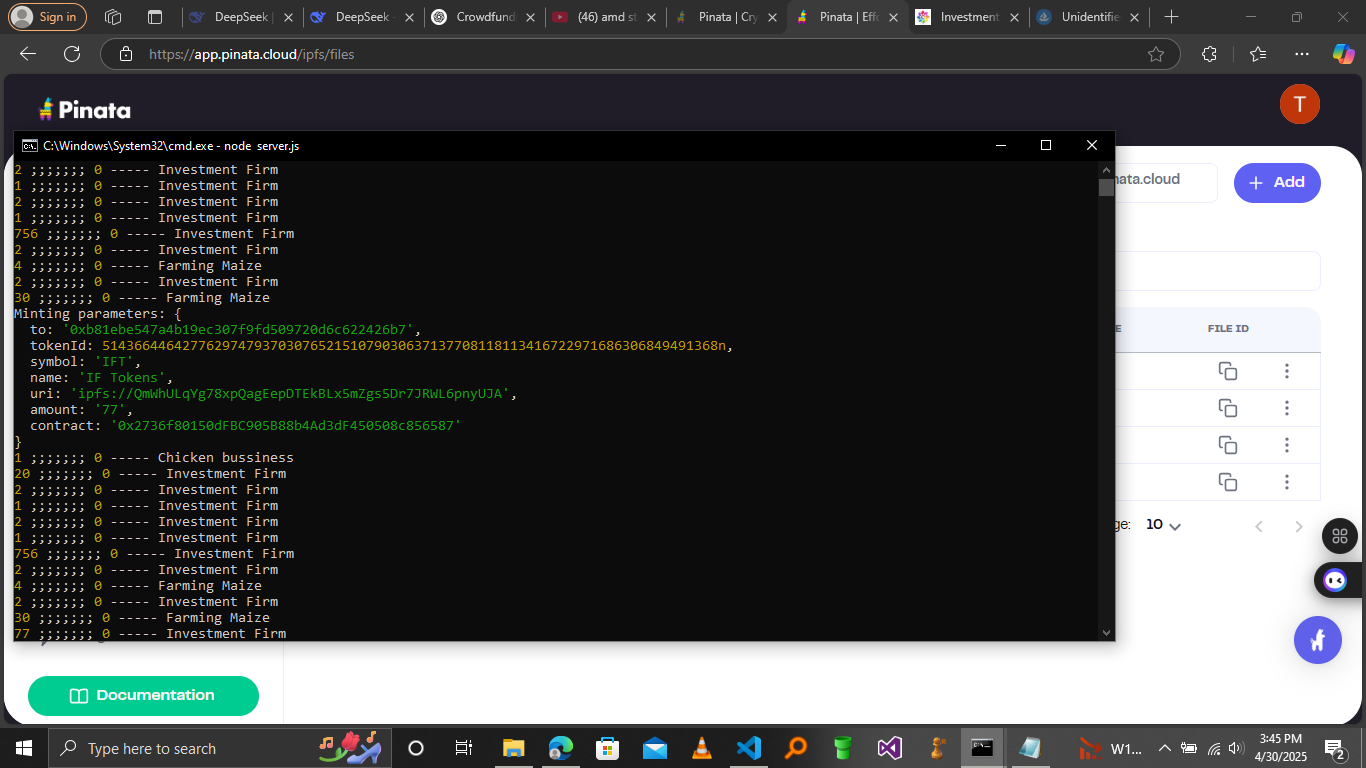 Sign in
DeepSeek |
DeepSeek -
Crowdfund
(46) amd st
Pinata | Cry
Pinata | Effo
Investment
Unidentifie
https://app.pinata.cloud/ipfs/files
Pinata
T
C:\Windows\System32\cmd.exe - node server.js
nata.cloud
Add
2 ;;;;;;; 0 ----- Investment Firm
1 ;;;;;;; 0 ----- Investment Firm
2 ;;;;;;; 0 ----- Investment Firm
1 ;;;;;;; 0 ----- Investment Firm
756 ;;;;;;; 0 ----- Investment Firm
2 ;;;;;;; 0 ----- Investment Firm
4 ;;;;;;; 0 ----- Farming Maize
2 ;;;;;;; 0 ----- Investment Firm
30 ;;;;;;; 0 ----- Farming Maize
Minting parameters: {
to: '0xb81ebe547a4b19ec307f9fd509720d6c622426b7',
tokenId: 51436644642776297479370307652151079030637137708118113416722971686306849491368n,
symbol: 'IFT',
name: 'IF Tokens',
uri: 'ipfs://QmWhULqYg78xpQagEepDTEkBLx5mZgs5Dr7JRWL6pnyUJA',
amount: '77',
contract: '0x2736f80150dFBC905B88b4Ad3dF450508c856587'
}
1 ;;;;;;; 0 ----- Chicken bussiness
20 ;;;;;;; 0 ----- Investment Firm
2 ;;;;;;; 0 ----- Investment Firm
1 ;;;;;;; 0 ----- Investment Firm
2 ;;;;;;; 0 ----- Investment Firm
1 ;;;;;;; 0 ----- Investment Firm
756 ;;;;;;; 0 ----- Investment Firm
2 ;;;;;;; 0 ----- Investment Firm
4 ;;;;;;; 0 ----- Farming Maize
2 ;;;;;;; 0 ----- Investment Firm
30 ;;;;;;; 0 ----- Farming Maize
77 ;;;;;;; 0 ----- Investment Firm
E
FILE ID
ge: 10
Documentation
Type here to search
W1...
3:45 PM
4/30/2025
2